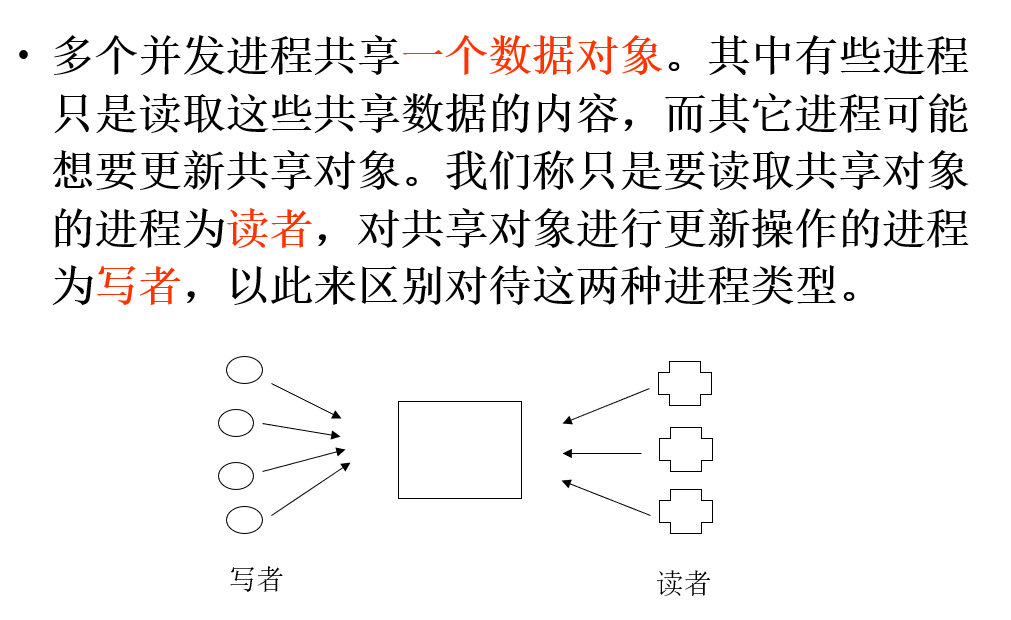 • 多个并发进程共享一个数据对象。其中有些进程
只是读取这些共享数据的内容，而其它进程可能
想要更新共享对象。我们称只是要读取共享对象
的进程为读者，对共享对象进行更新操作的进程
为写者，以此来区别对待这两种进程类型。
写者
读者